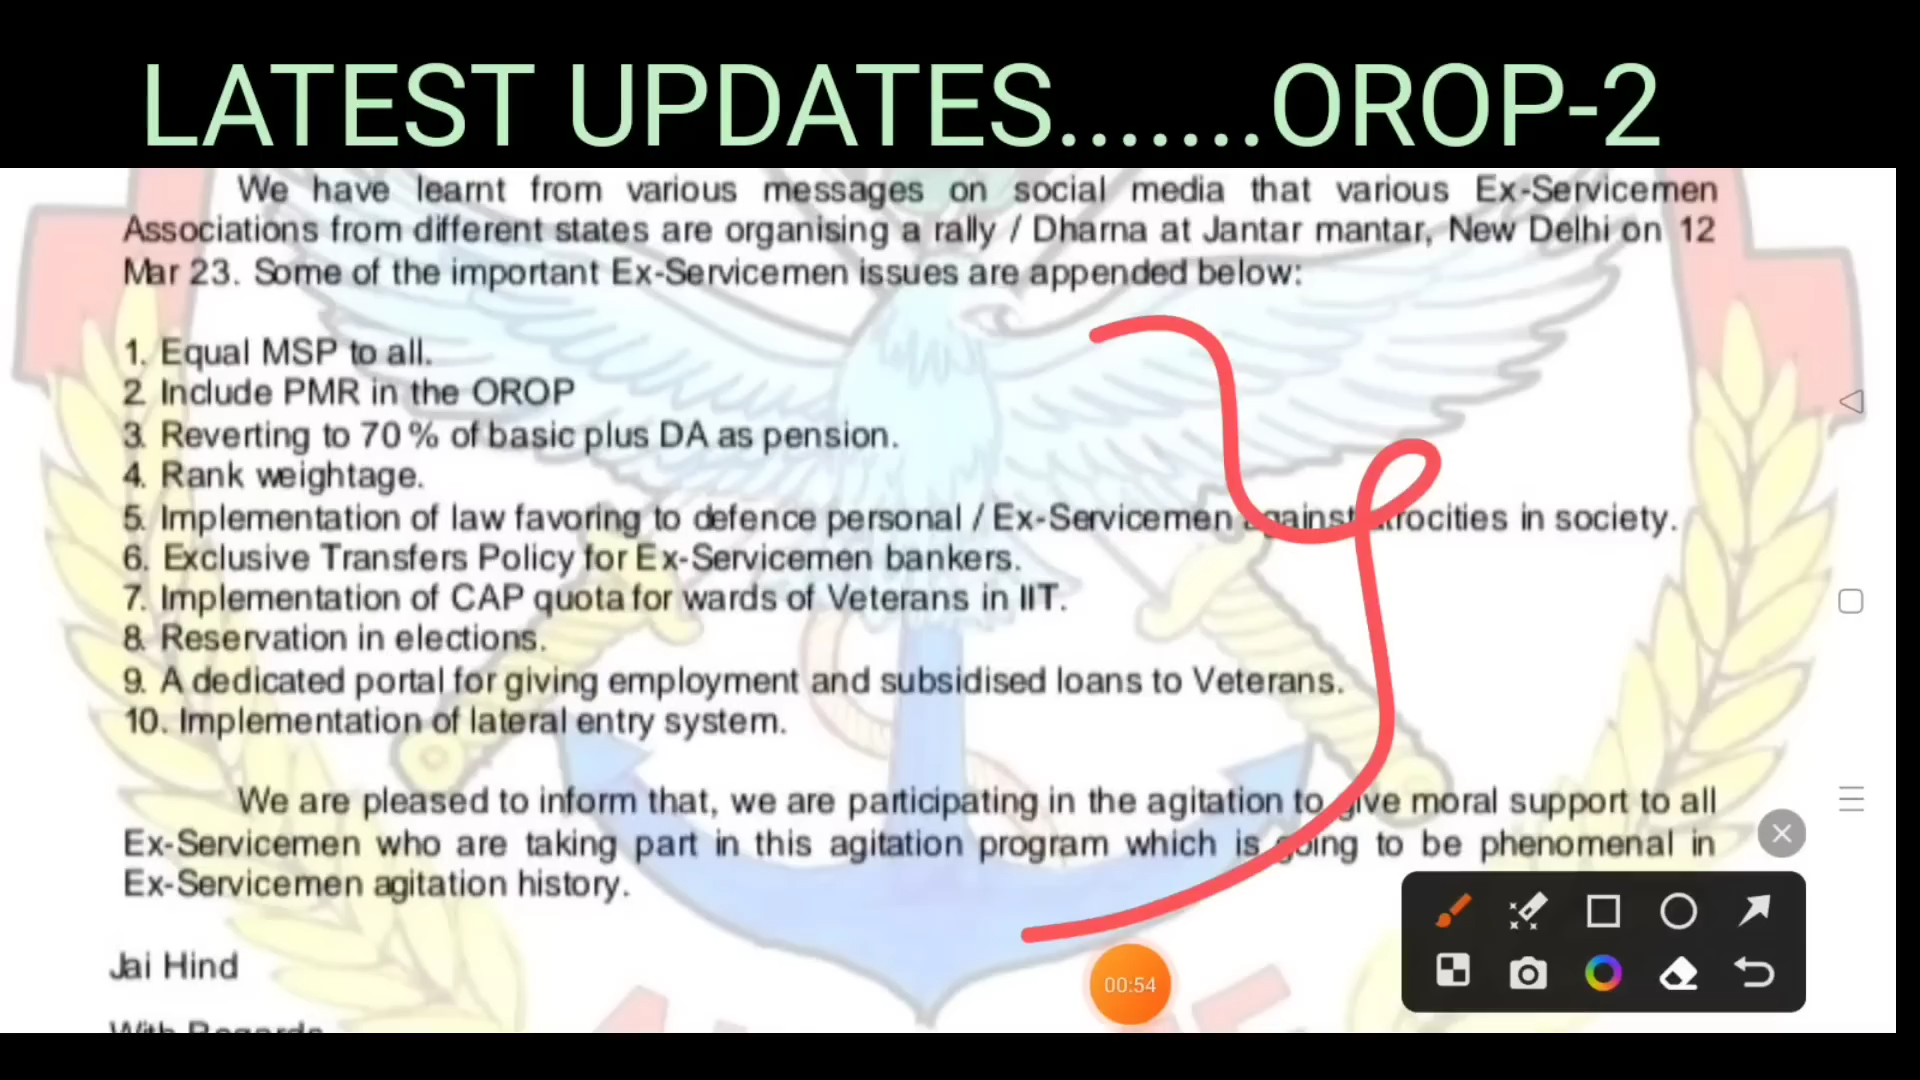 LATEST UPDATES.......OROP-2
We have learnt from various messages on social media that various Ex-Servicemen
Associations from different states are organising a rally / Dharna at Jantar mantar, New Delhi on 12
Mar 23. Some of the important Ex-Servicemen issues are appended below:
1. Equal MSP to all.
2. Include PMR in the OROP
3. Reverting to 70 % of basic plus DA as pension.
4. Rank weightage.
5. Implementation of law favoring to defence personal / Ex-Servicemen against atrocities in society.
6. Exclusive Transfers Policy for Ex-Servicemen bankers.
7. Implementation of CAP quota for wards of Veterans in IIT.
8. Reservation in elections.
9. A dedicated portal for giving employment and subsidised loans to Veterans.
10. Implementation of lateral entry system.
We are pleased to inform that, we are participating in the agitation to give moral support to all
Ex-Servicemen who are taking part in this agitation program which is going to be phenomenal in
Ex-Servicemen agitation history.
Jai Hind
With Regards
00:54